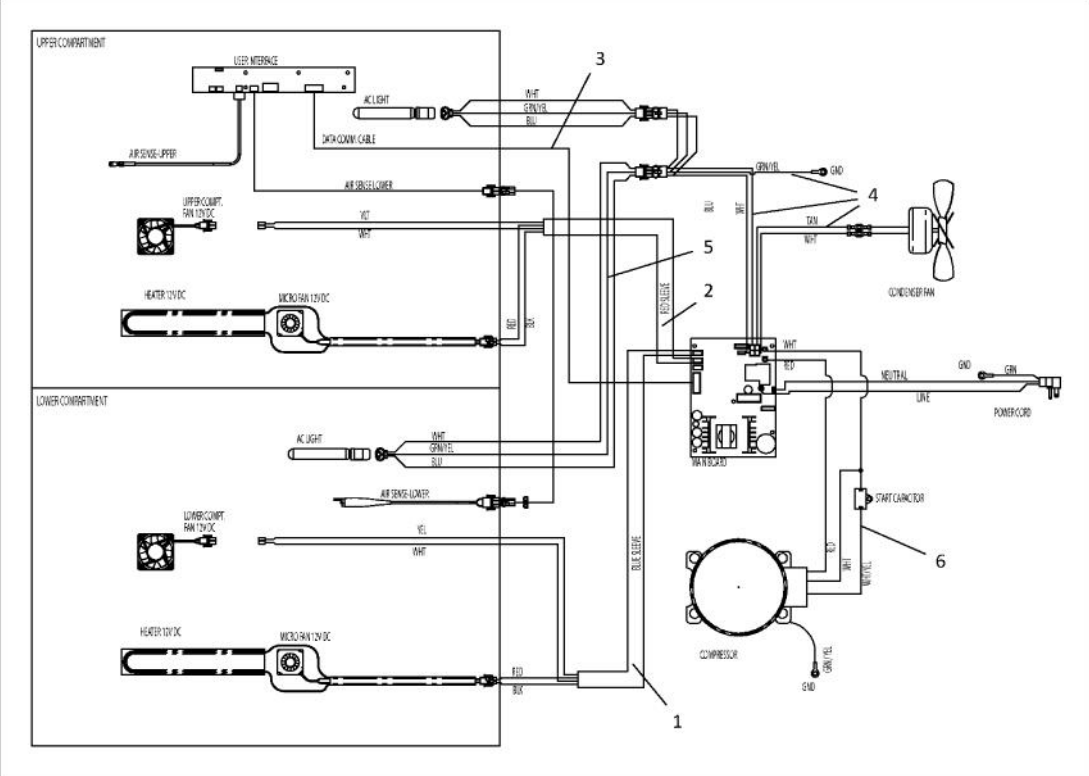 UPPER COMPARTMENT
USER INTERFACE
3
AC LIGHT
WHT
GRN/YEL
BLU
DATA COMM. CABLE
AIR SENSE-UPPER
AIR SENSE LOWER
GRN/YEL
GND
4
UPPER COMPT.
FAN 12V DC
WHT
BLU
WHT
TAN
WHT
5
CONDENSER FAN
HEATER 12V DC
MICRO FAN 12V DC
RED
BLK
RED SLEEVE
2
WHT
RED
GND
GRN
NEUTRAL
LINE
POWER CORD
LOWER COMPARTMENT
AC LIGHT
WHT
GRN/YEL
BLU
MAIN BOARD
AIR SENSE-LOWER
START CAPACITOR
LOWER COMPT.
FAN 12V DC
YEL
WHT
BLUE SLEEVE
RED
WHT
WHT/YEL
6
HEATER 12V DC
MICRO FAN 12V DC
COMPRESSOR
GRN/YEL
GND
RED
BLK
1